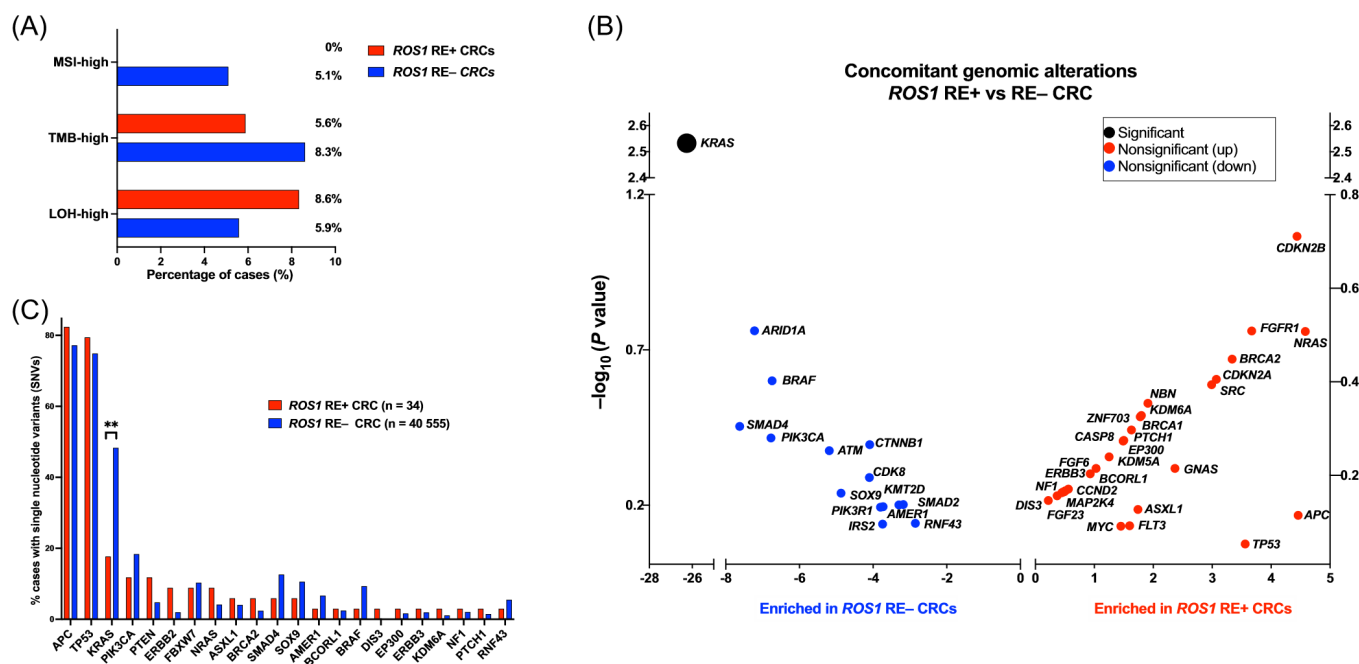 (A)
MSI-high
TMB-high
LOH-high
0%
5.1%
5.6%
8.3%
8.6%
5.9%
ROS1 RE+ CRCs
ROS1 RE– CRCs
0 2 4 6 8 10
Percentage of cases (%)
(B)
Concomitant genomic alterations
ROS1 RE+ vs RE– CRC
Significant
Nonsignificant (up)
Nonsignificant (down)
2.6
2.5
2.4
1.2
0.7
0.2
–log10 (P value)
2.6
2.5
2.4
0.8
0.6
0.4
0.2
KRAS
ARID1A
BRAF
SMAD4
PIK3CA
ATM
CTNNB1
CDK8
SOX9
KMT2D
SMAD2
PIK3R1
AMER1
IRS2
RNF43
CDKN2B
FGFR1
NRAS
BRCA2
CDKN2A
SRC
NBN
KDM6A
ZNF703
BRCA1
CASP8
PTCH1
EP300
FGF6
KDM5A
GNAS
ERBB3
BCORL1
NF1
CCND2
DIS3
MAP2K4
FGF23
ASXL1
MYC
FLT3
APC
TP53
-28 -26 -8 -6 -4 -2 0
0 1 2 3 4 5
Enriched in ROS1 RE– CRCs
Enriched in ROS1 RE+ CRCs
(C)
% cases with single nucleotide variants (SNVs)
80
60
40
20
0
**
ROS1 RE+ CRC (n = 34)
ROS1 RE– CRC (n = 40 555)
APC
TP53
KRAS
PIK3CA
PTEN
ERBB2
FBXW7
NRAS
ASXL1
BRCA2
SMAD4
SOX9
AMER1
BCORL1
BRAF
DIS3
EP300
ERBB3
KDM6A
NF1
PTCH1
RNF43